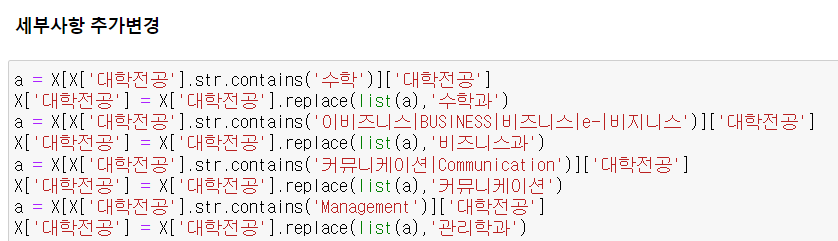 세부사항 추가변경
a = X[X['대학전공'].str.contains('수학')]['대학전공']
X['대학전공'] = X['대학전공'].replace(list(a),'수학과')
a = X[X['대학전공'].str.contains('이비즈니스|BUSINESS|비즈니스|e-|비지니스')]['대학전공']
X['대학전공'] = X['대학전공'].replace(list(a),'비즈니스과')
a = X[X['대학전공'].str.contains('커뮤니케이션|Communication')]['대학전공']
X['대학전공'] = X['대학전공'].replace(list(a),'커뮤니케이션')
a = X[X['대학전공'].str.contains('Management')]['대학전공']
X['대학전공'] = X['대학전공'].replace(list(a),'관리학과')